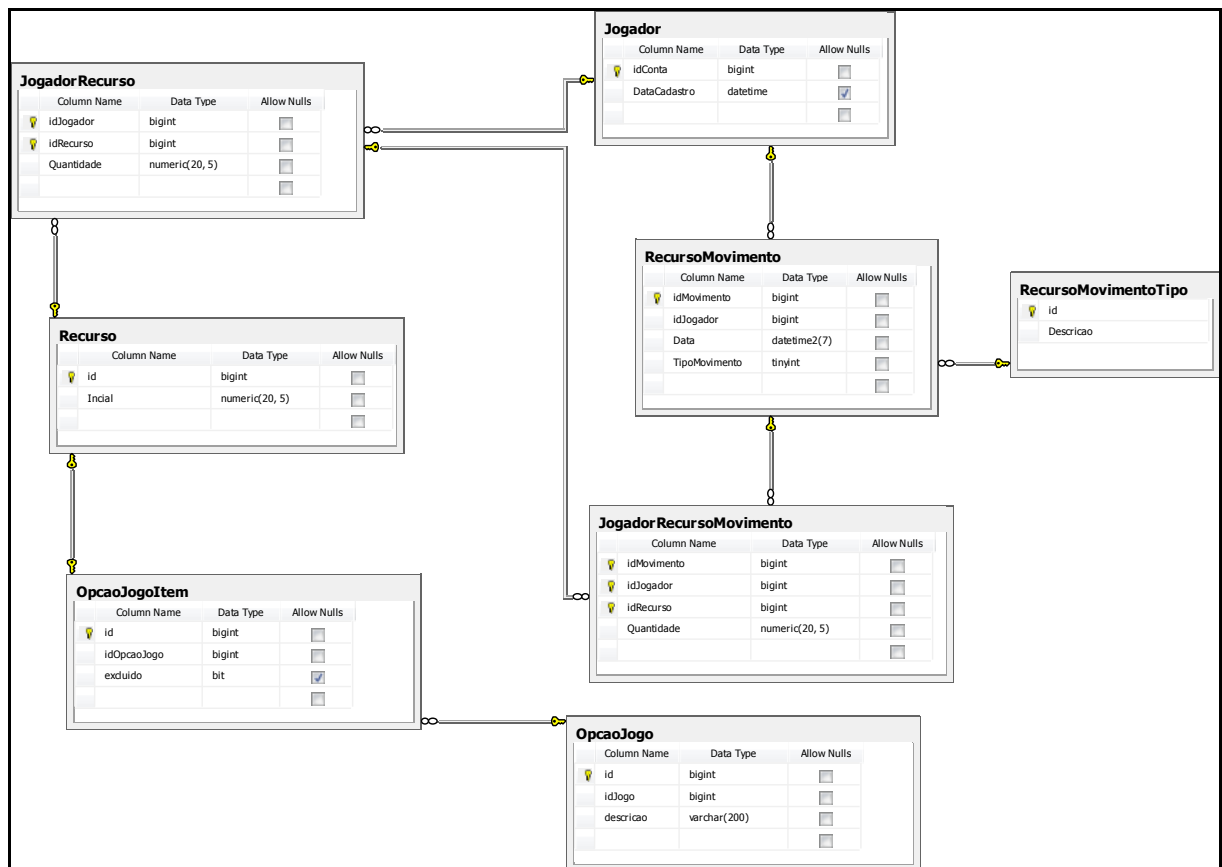 Jogador
Column Name Data Type Allow Nulls
idConta bigint
DataCadastro datetime
JogadorRecurso
Column Name Data Type Allow Nulls
idJogador bigint
idRecurso bigint
Quantidade numeric(20, 5)
RecursoMovimento
Column Name Data Type Allow Nulls
idMovimento bigint
idJogador bigint
Data datetime2(7)
TipoMovimento tinyint
RecursoMovimentoTipo
id
Descricao
Recurso
Column Name Data Type Allow Nulls
id bigint
Incial numeric(20, 5)
JogadorRecursoMovimento
Column Name Data Type Allow Nulls
idMovimento bigint
idJogador bigint
idRecurso bigint
Quantidade numeric(20, 5)
OpcaoJogoItem
Column Name Data Type Allow Nulls
id bigint
idOpcaoJogo bigint
excluido bit
OpcaoJogo
Column Name Data Type Allow Nulls
id bigint
idJogo bigint
descricao varchar(200)